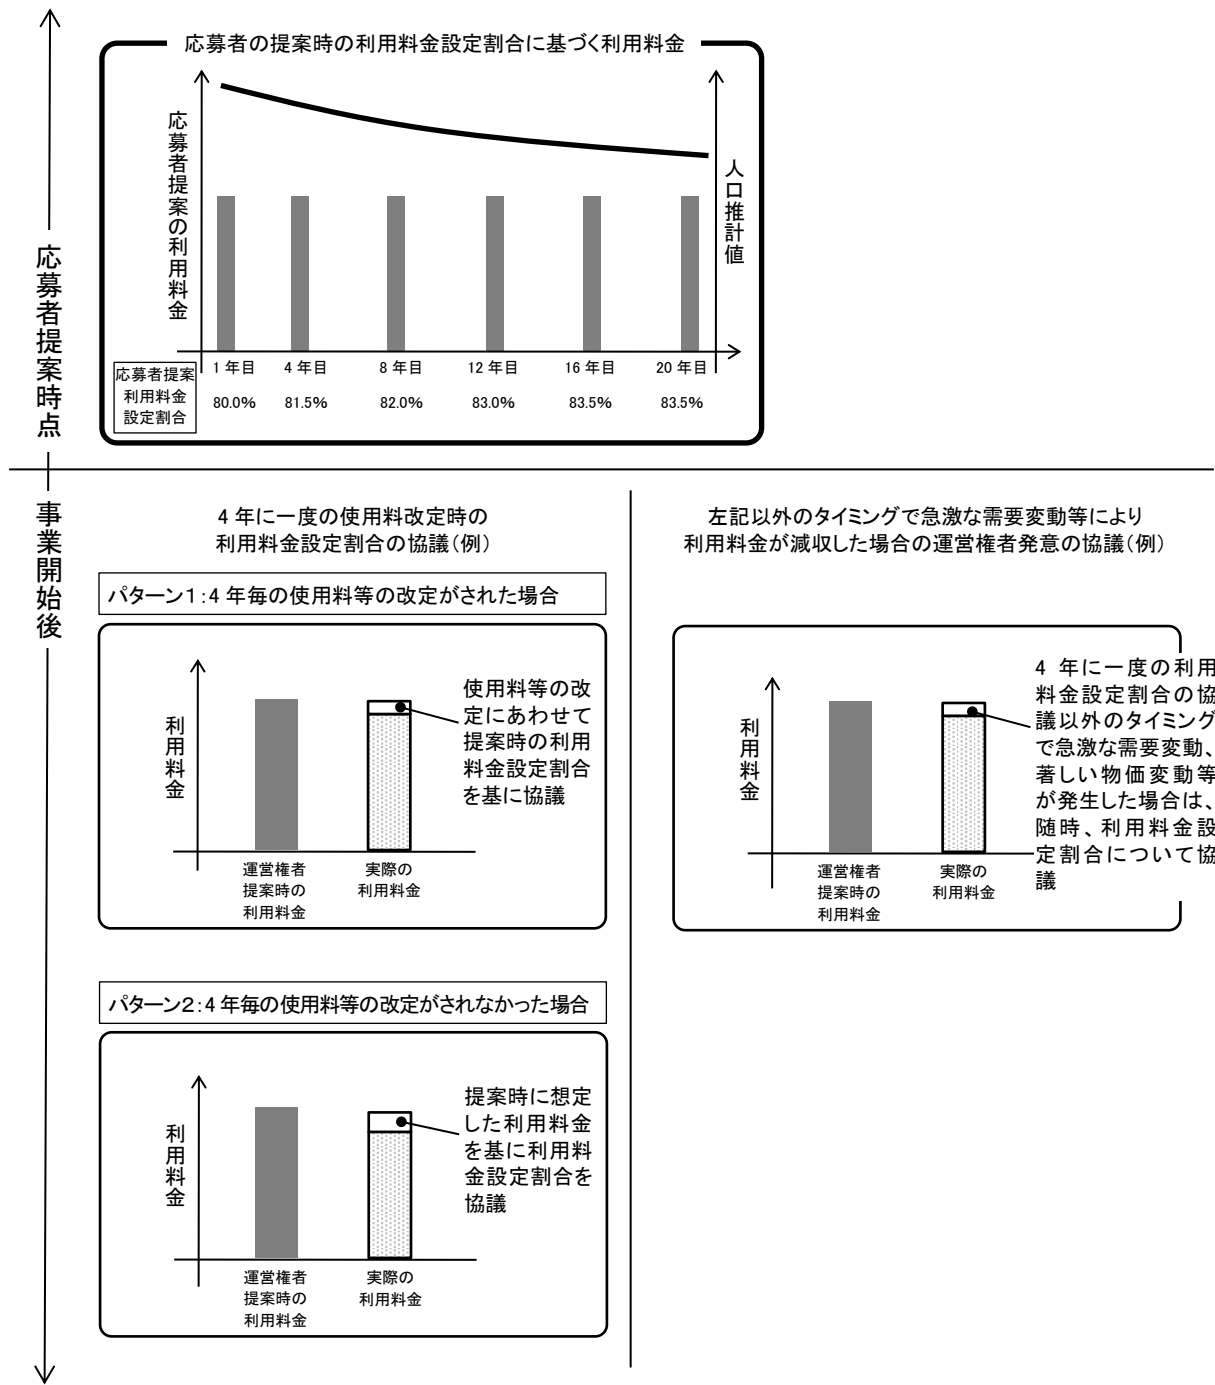 応募者提案時点
応募者の提案時の利用料金設定割合に基づく利用料金
応募者提案の利用料金
人口推計値
1 年目 4 年目 8 年目 12 年目 16 年目 20 年目
応募者提案
利用料金
設定割合
80.0% 81.5% 82.0% 83.0% 83.5% 83.5%
事業開始後
4 年に一度の使用料改定時の
利用料金設定割合の協議(例)
パターン1:4 年毎の使用料等の改定がされた場合
利用料金
使用料等の改
定にあわせて
提案時の利用
料金設定割合
を基に協議
運営権者
提案時の
利用料金
実際の
利用料金
パターン2:4 年毎の使用料等の改定がされなかった場合
利用料金
提案時に想定
した利用料金
を基に利用料
金設定割合を
協議
運営権者
提案時の
利用料金
実際の
利用料金
左記以外のタイミングで急激な需要変動等により
利用料金が減収した場合の運営権者発意の協議(例)
利用料金
4 年に一度の利用
料金設定割合の協
議以外のタイミング
で急激な需要変動、
著しい物価変動等
が発生した場合は、
随時、利用料金設
定割合について協
議
運営権者
提案時の
利用料金
実際の
利用料金